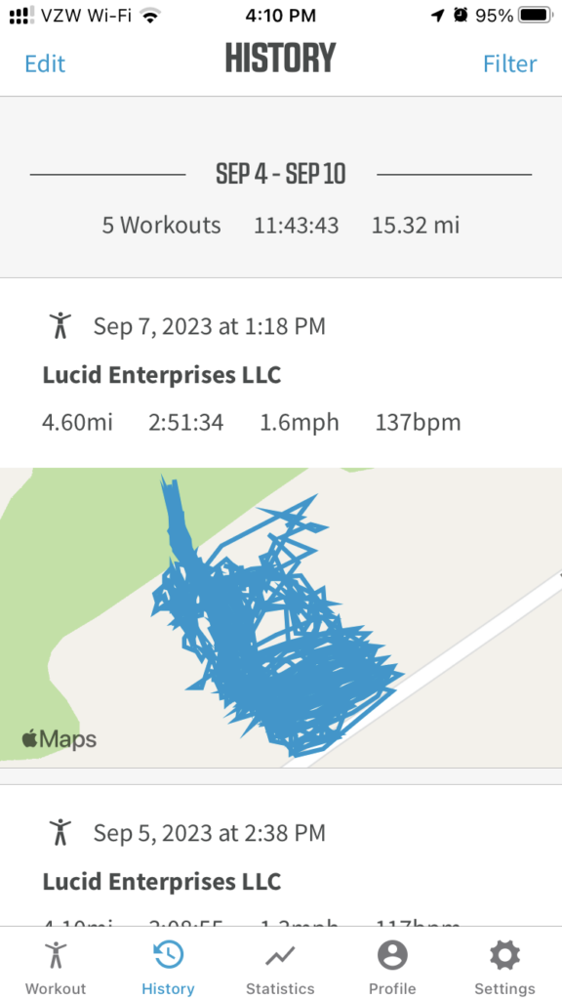 VZW Wi-Fi 4:10 PM 95%
Edit HISTORY Filter
SEP 4 - SEP 10
5 Workouts 11:43:43 15.32 mi
Sep 7, 2023 at 1:18 PM
Lucid Enterprises LLC
4.60mi 2:51:34 1.6mph 137bpm
Maps
Sep 5, 2023 at 2:38 PM
Lucid Enterprises LLC
Workout History Statistics Profile Settings